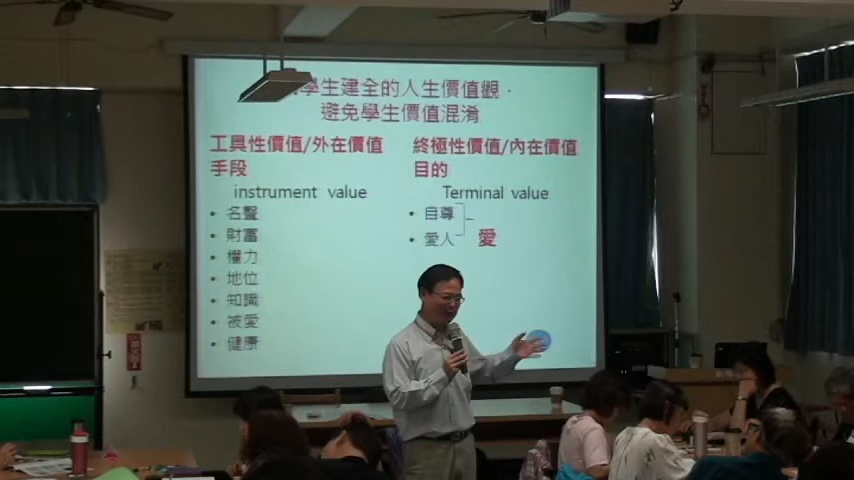 學生建全的人生價值觀
避免學生價值混淆
工具性價值/外在價值
手段
instrument value
• 名聲
• 財富
• 權力
• 地位
• 知識
• 被愛
• 健康
終極性價值/內在價值
目的
Terminal value
• 自尊
• 愛人 愛